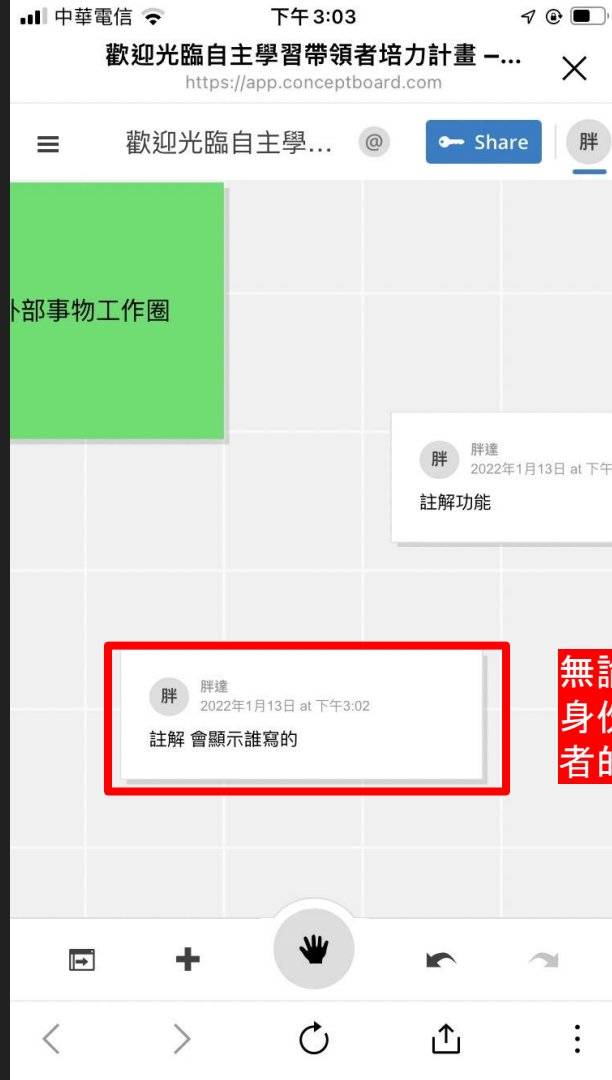 中華電信
下午3:03
歡迎光臨自主學習帶領者培力計畫 –...
https://app.conceptboard.com
歡迎光臨自主學...
@
Share
胖
部事物工作圈
胖
胖達
2022年1月13日 at 下午
註解功能
胖
胖達
2022年1月13日 at 下午3:02
註解 會顯示誰寫的
無
身
者的